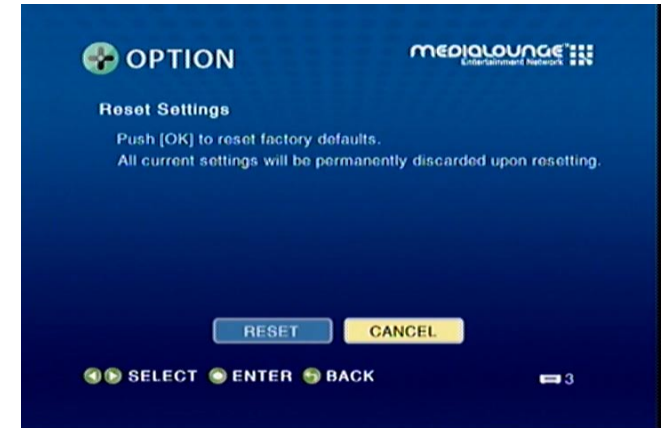 OPTION
MEDIALOUNGE™
Entertainment Network
Reset Settings
Push [OK] to reset factory defaults.
All current settings will be permanently discarded upon resetting.
RESET CANCEL
SELECT ENTER BACK
3